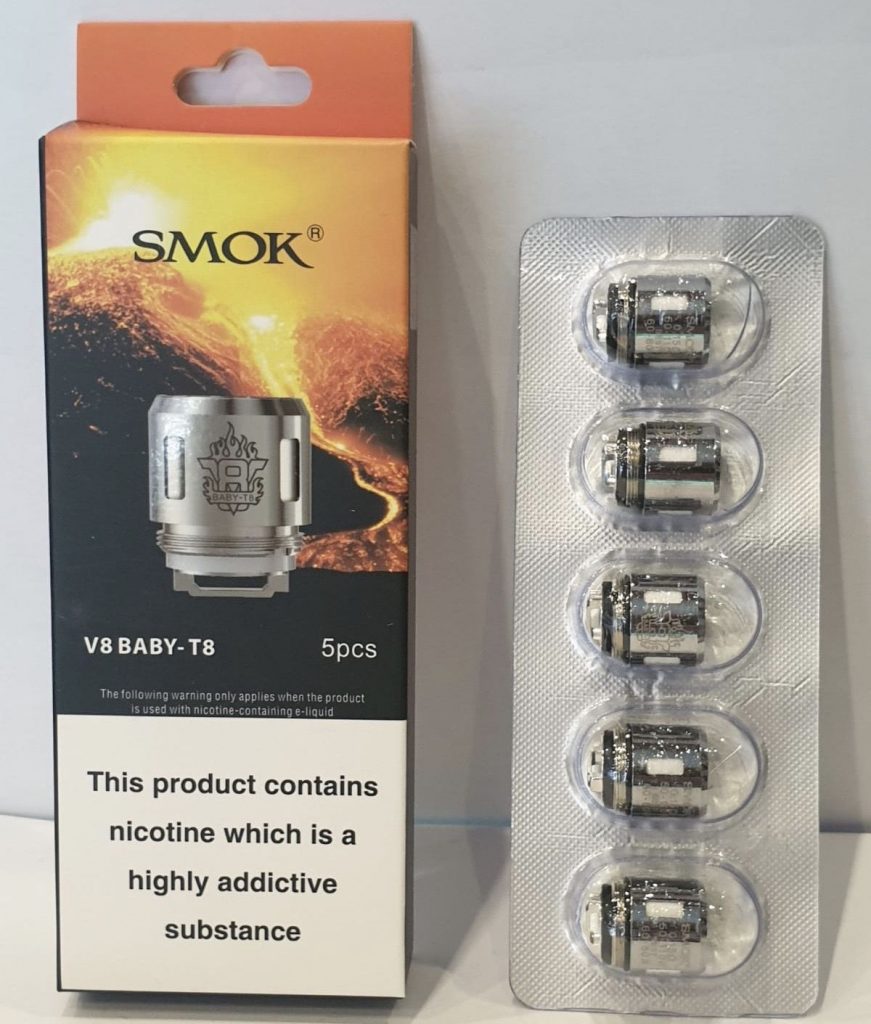 SMOK®
BABY-T8
V8 BABY-T8 5pcs
The following warning only applies when the product
is used with nicotine-containing e-liquid
This product contains
nicotine which is a
highly addictive
substance
SMOK